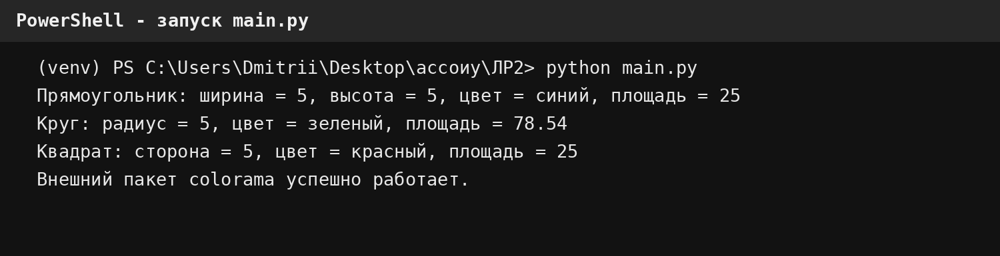 PowerShell - запуск main.py
(venv) PS C:\Users\Dmitrii\Desktop\ассоиу\ЛР2> python main.py
Прямоугольник: ширина = 5, высота = 5, цвет = синий, площадь = 25
Круг: радиус = 5, цвет = зеленый, площадь = 78.54
Квадрат: сторона = 5, цвет = красный, площадь = 25
Внешний пакет colorama успешно работает.